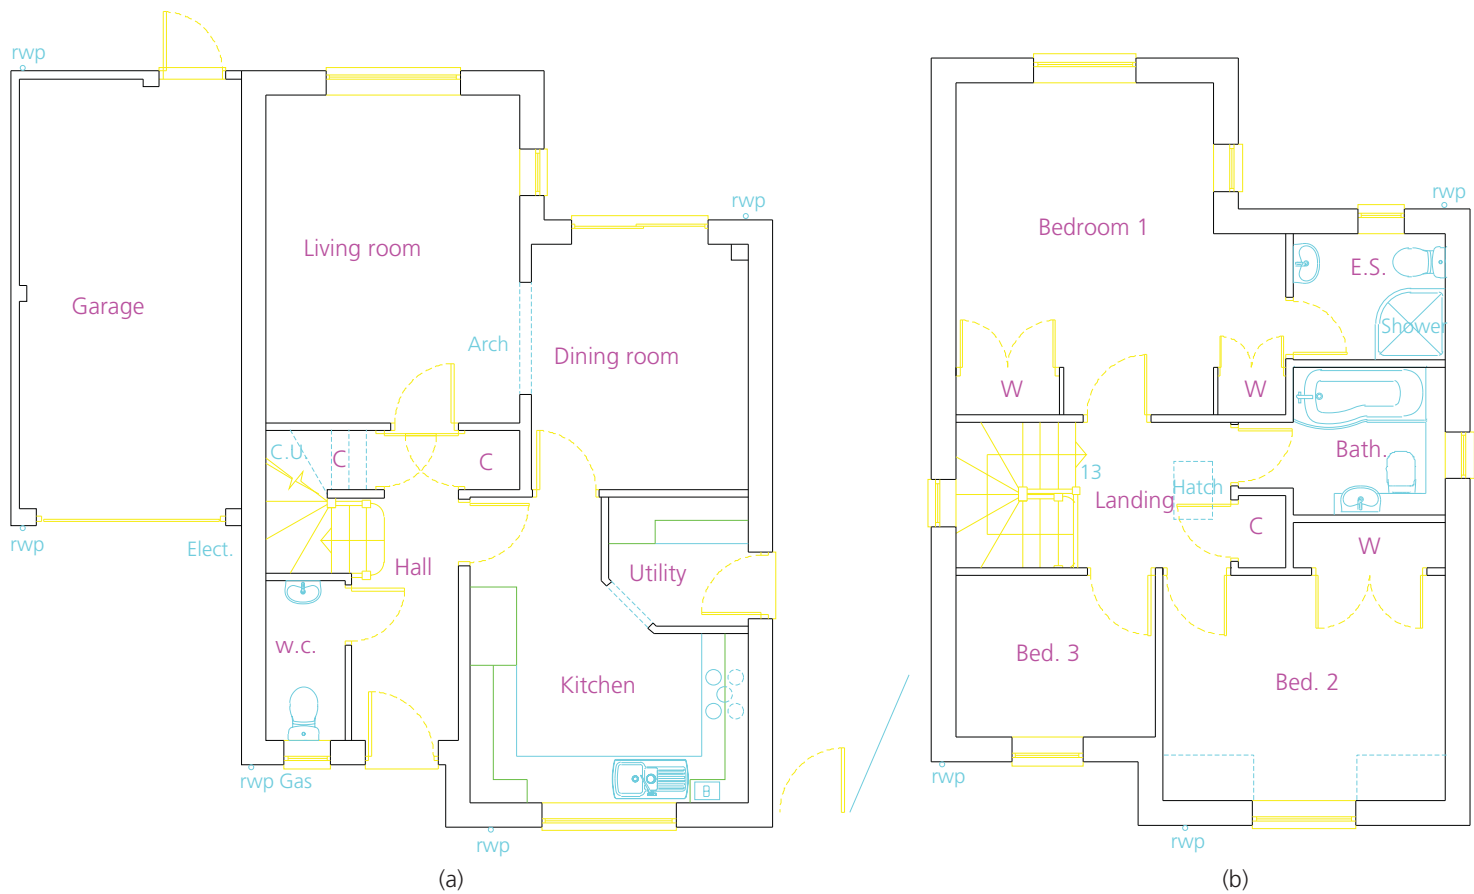 rwp
rwp
Living room
Garage
Arch
Dining room
C.U
C
C
rwp
Elect.
Hall
Utility
w.c.
Kitchen
rwp Gas
rwp
(a)
rwp
Bedroom 1
E.S.
Shower
W
W
Bath.
13
Landing
Hatch
C
W
Bed. 3
Bed. 2
rwp
rwp
(b)